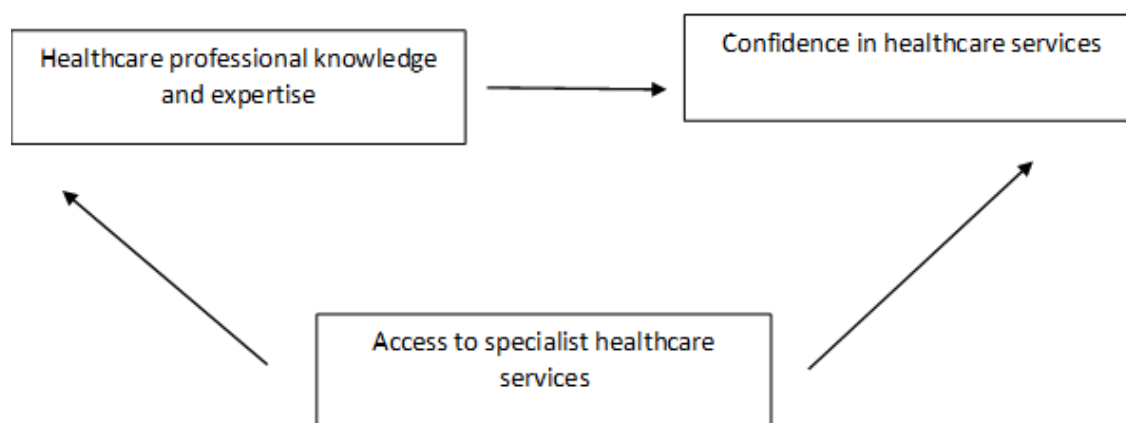 Healthcare professional knowledge
and expertise
Confidence in healthcare services
Access to specialist healthcare
services